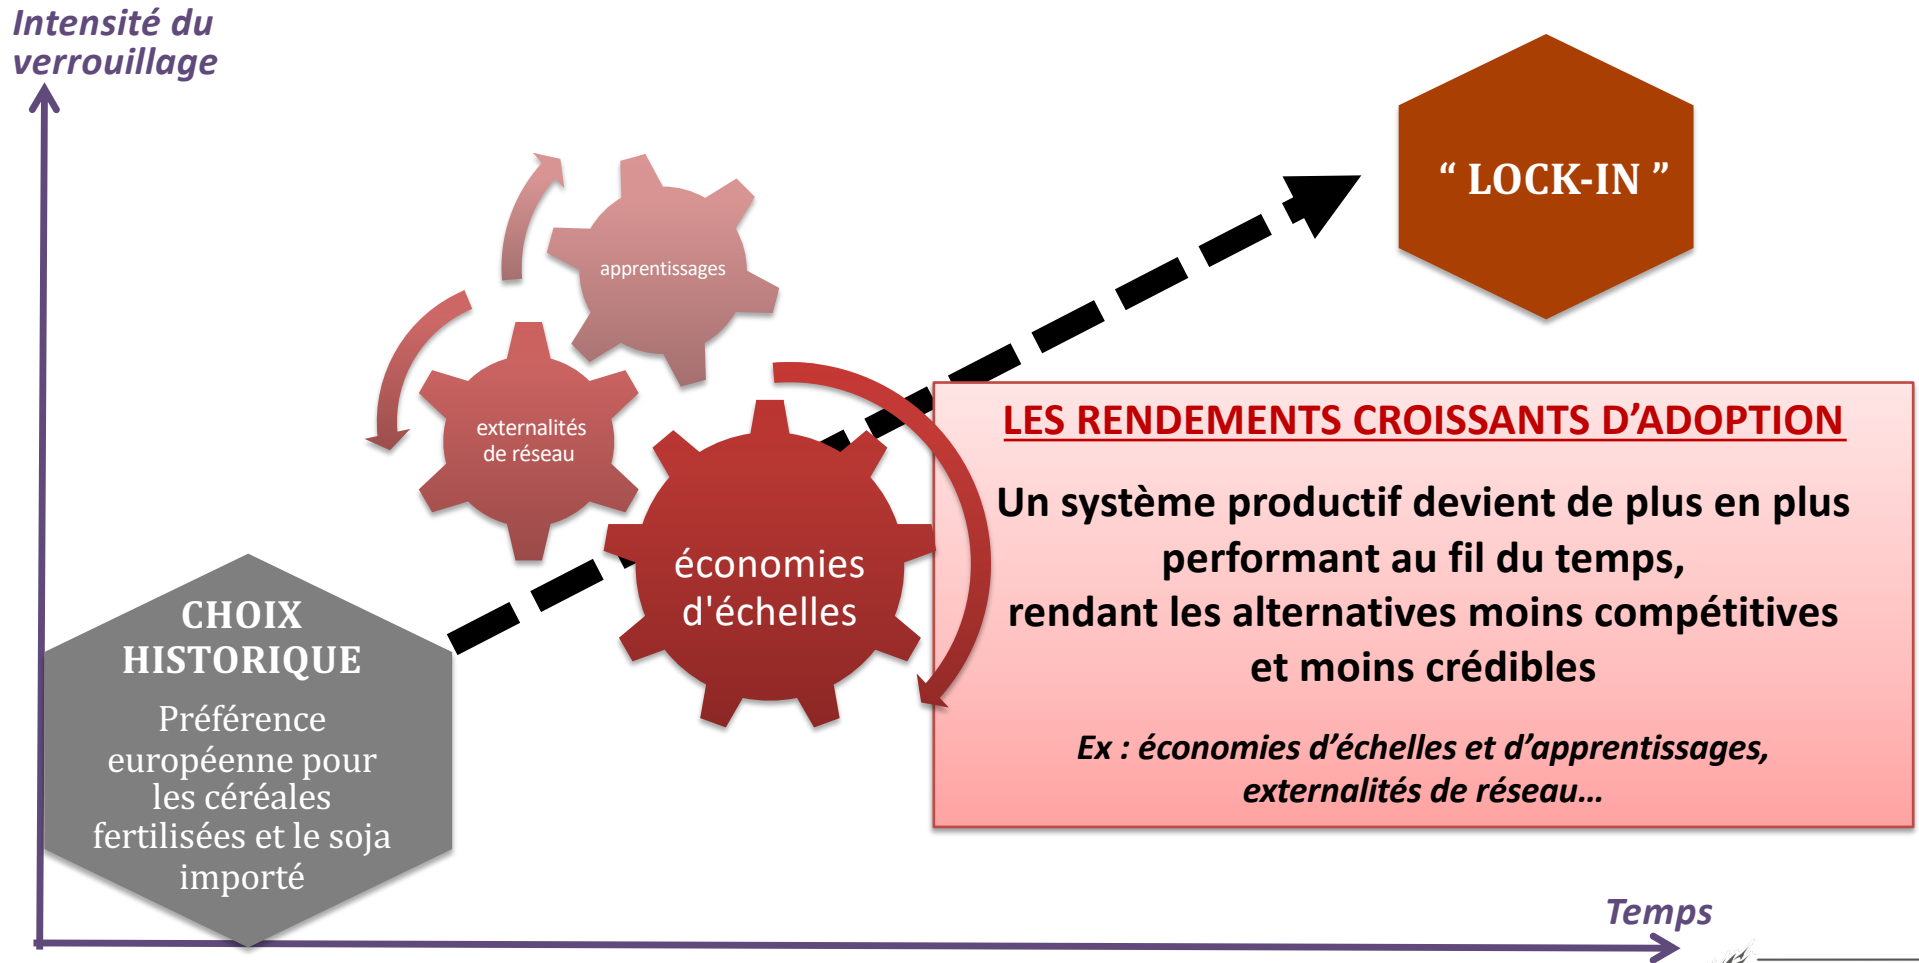 Intensité du
verrouillage
“ LOCK-IN ”
apprentissages
externalités
de réseau
économies
d'échelles
CHOIX
HISTORIQUE
Préférence
européenne pour
les céréales
fertilisées et le soja
importé
LES RENDEMENTS CROISSANTS D’ADOPTION
Un système productif devient de plus en plus
performant au fil du temps,
rendant les alternatives moins compétitives
et moins crédibles
Ex : économies d’échelles et d’apprentissages,
externalités de réseau…
Temps